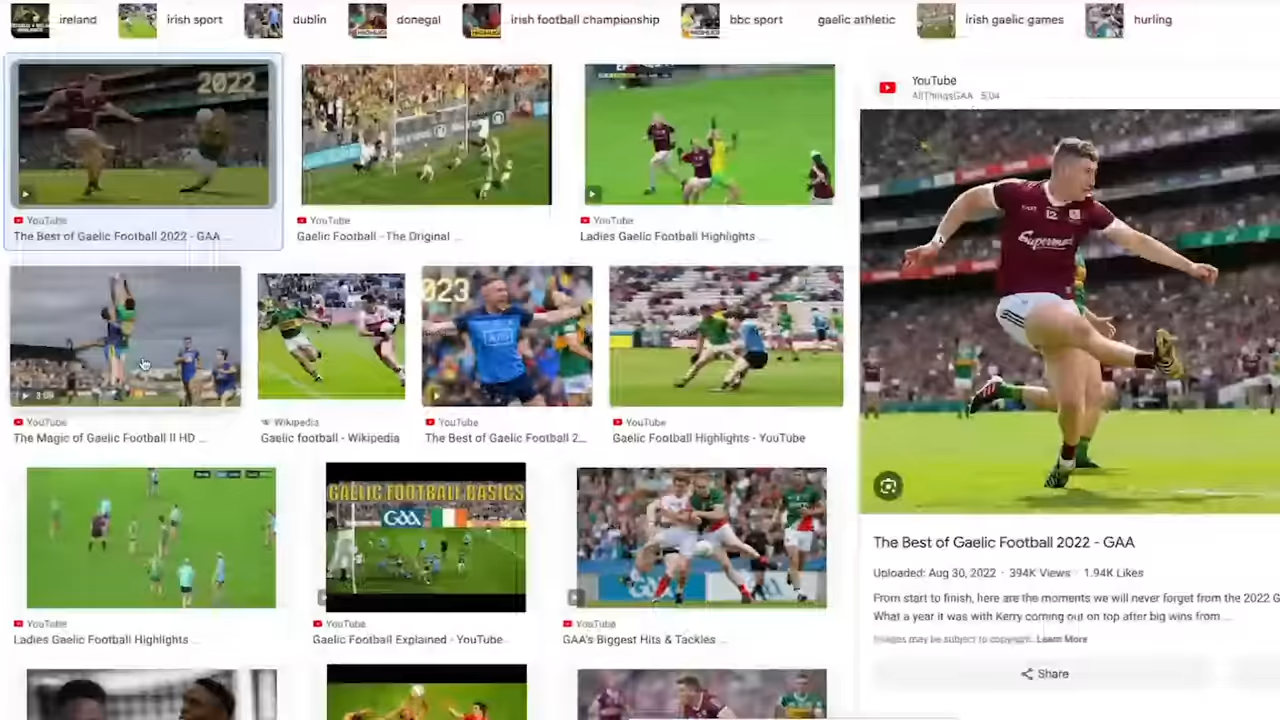 ireland
irish sport
dublin
donegal
irish football championship
bbc sport
gaelic athletic
irish gaelic games
hurling
2022
YouTube
The Best of Gaelic Football 2022 - GAA ...
YouTube
Gaelic Football - The Original ...
YouTube
Ladies Gaelic Football Highlights ...
YouTube
AllThingsGAA 5:04
12
Supermac's
3:09
YouTube
The Magic of Gaelic Football II HD ...
Wikipedia
Gaelic football - Wikipedia
023
YouTube
The Best of Gaelic Football 2...
YouTube
Gaelic Football Highlights - YouTube
YouTube
Ladies Gaelic Football Highlights ...
GAELIC FOOTBALL BASICS
GAA
YouTube
Gaelic Football Explained - YouTube
YouTube
GAA's Biggest Hits & Tackles ...
The Best of Gaelic Football 2022 - GAA
Uploaded: Aug 30, 2022 · 394K Views · 1.94K Likes
From start to finish, here are the moments we will never forget from the 2022 G
What a year it was with Kerry coming out on top after big wins from ...
Images may be subject to copyright. Learn More
Share